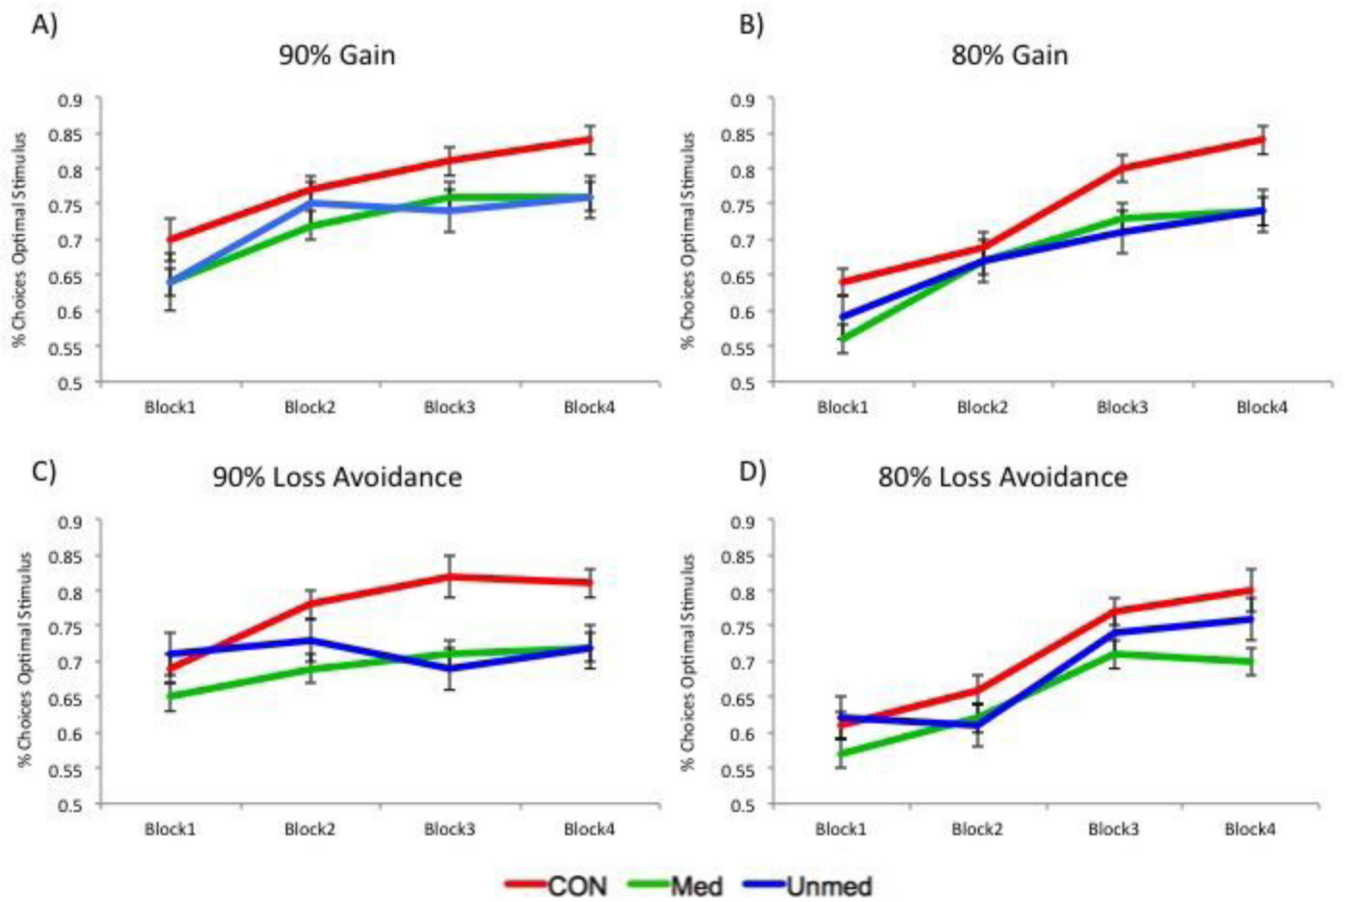 A)
90% Gain
% Choices Optimal Stimulus
0.9
0.85
0.8
0.75
0.7
0.65
0.6
0.55
0.5
Block1 Block2 Block3 Block4
B)
80% Gain
% Choices Optimal Stimulus
0.9
0.85
0.8
0.75
0.7
0.65
0.6
0.55
0.5
Block1 Block2 Block3 Block4
C)
90% Loss Avoidance
% Choices Optimal Stimulus
0.9
0.85
0.8
0.75
0.7
0.65
0.6
0.55
0.5
Block1 Block2 Block3 Block4
D)
80% Loss Avoidance
% Choices Optimal Stimulus
0.9
0.85
0.8
0.75
0.7
0.65
0.6
0.55
0.5
Block1 Block2 Block3 Block4
CON Med Unmed